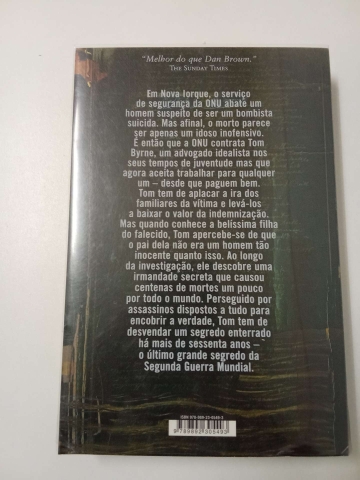 "Melhor do que Dan Brown."
THE SUNDAY TIMES
Em Nova Iorque, o serviço
de segurança da ONU abate um
homem suspeito de ser um bombista
suicida. Mas afinal, o morto parece
ser apenas um idoso inofensivo.
É então que a ONU contrata Tom
Byrne, um advogado idealista nos
seus tempos de juventude mas que
agora aceita trabalhar para qualquer
um – desde que paguem bem.
Tom tem de aplacar a ira dos
familiares da vítima e levá-los
a baixar o valor da indemnização.
Mas quando conhece a belíssima filha
do falecido, Tom apercebe-se de que
o pai dela não era um homem tão
inocente quanto isso. Ao longo
da investigação, ele descobre uma
irmandade secreta que causou
centenas de mortes um pouco
por todo o mundo. Perseguido por
assassinos dispostos a tudo para
encobrir a verdade, Tom tem de
desvendar um segredo enterrado
há mais de sessenta anos –
o último grande segredo da
Segunda Guerra Mundial.